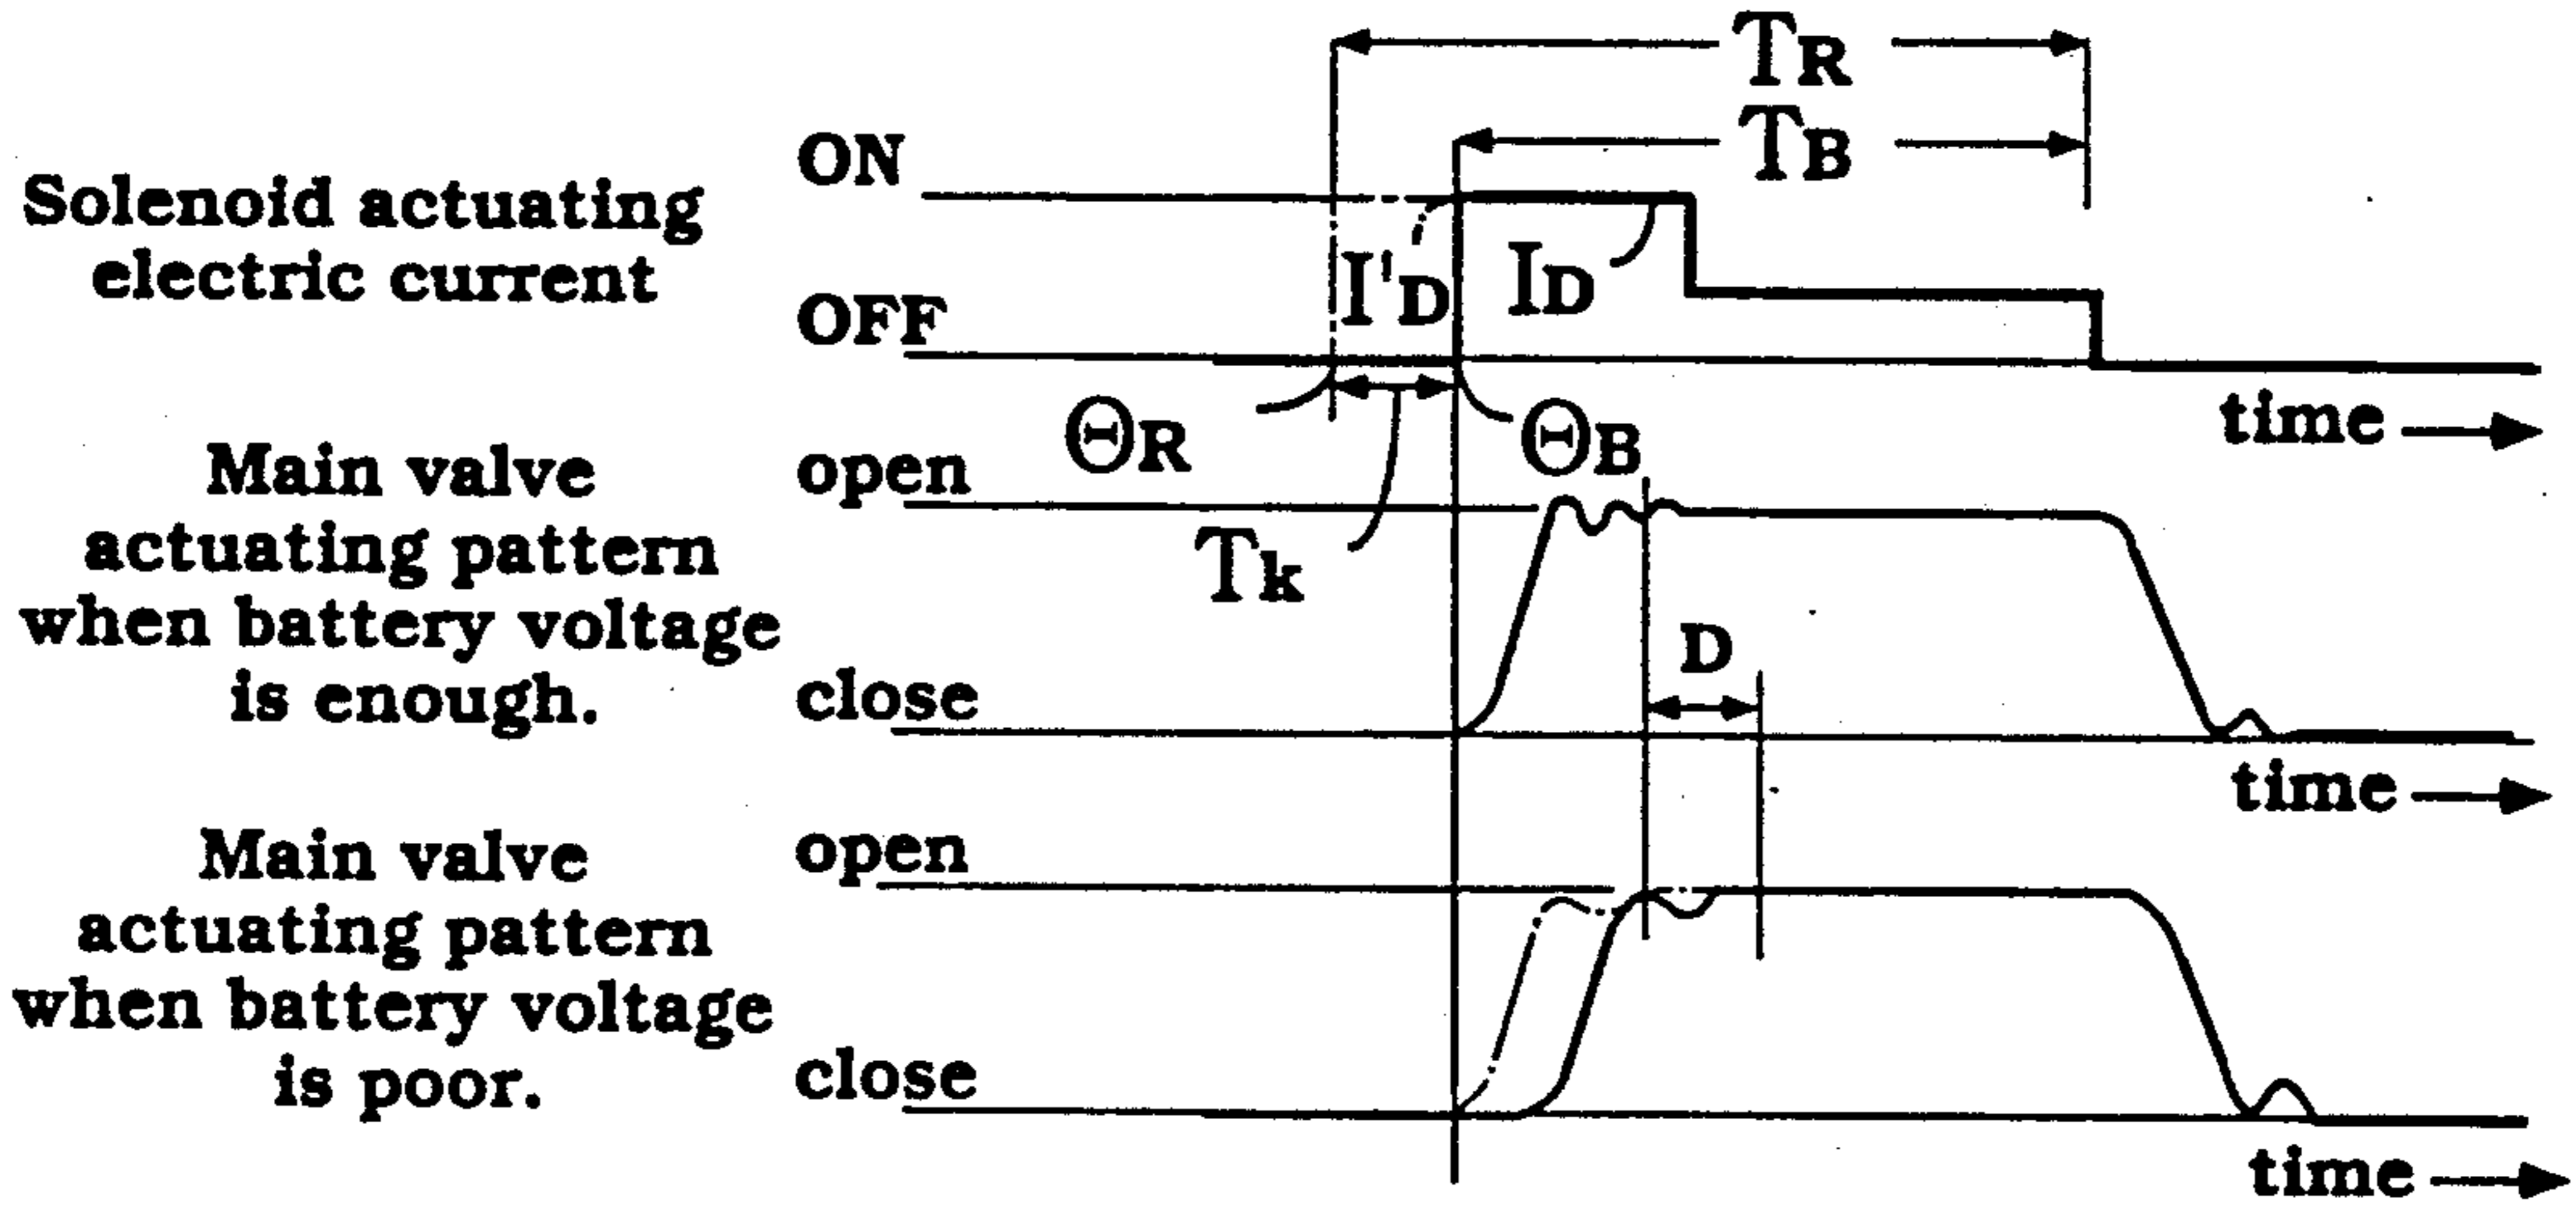 TR
TB
ON
Solenoid actuating
electric current
I'D
ID
OFF
time
ΘR
ΘB
Tk
Main valve
actuating pattern
when battery voltage
is enough.
open
D
close
time
Main valve
actuating pattern
when battery voltage
is poor.
open
close
time